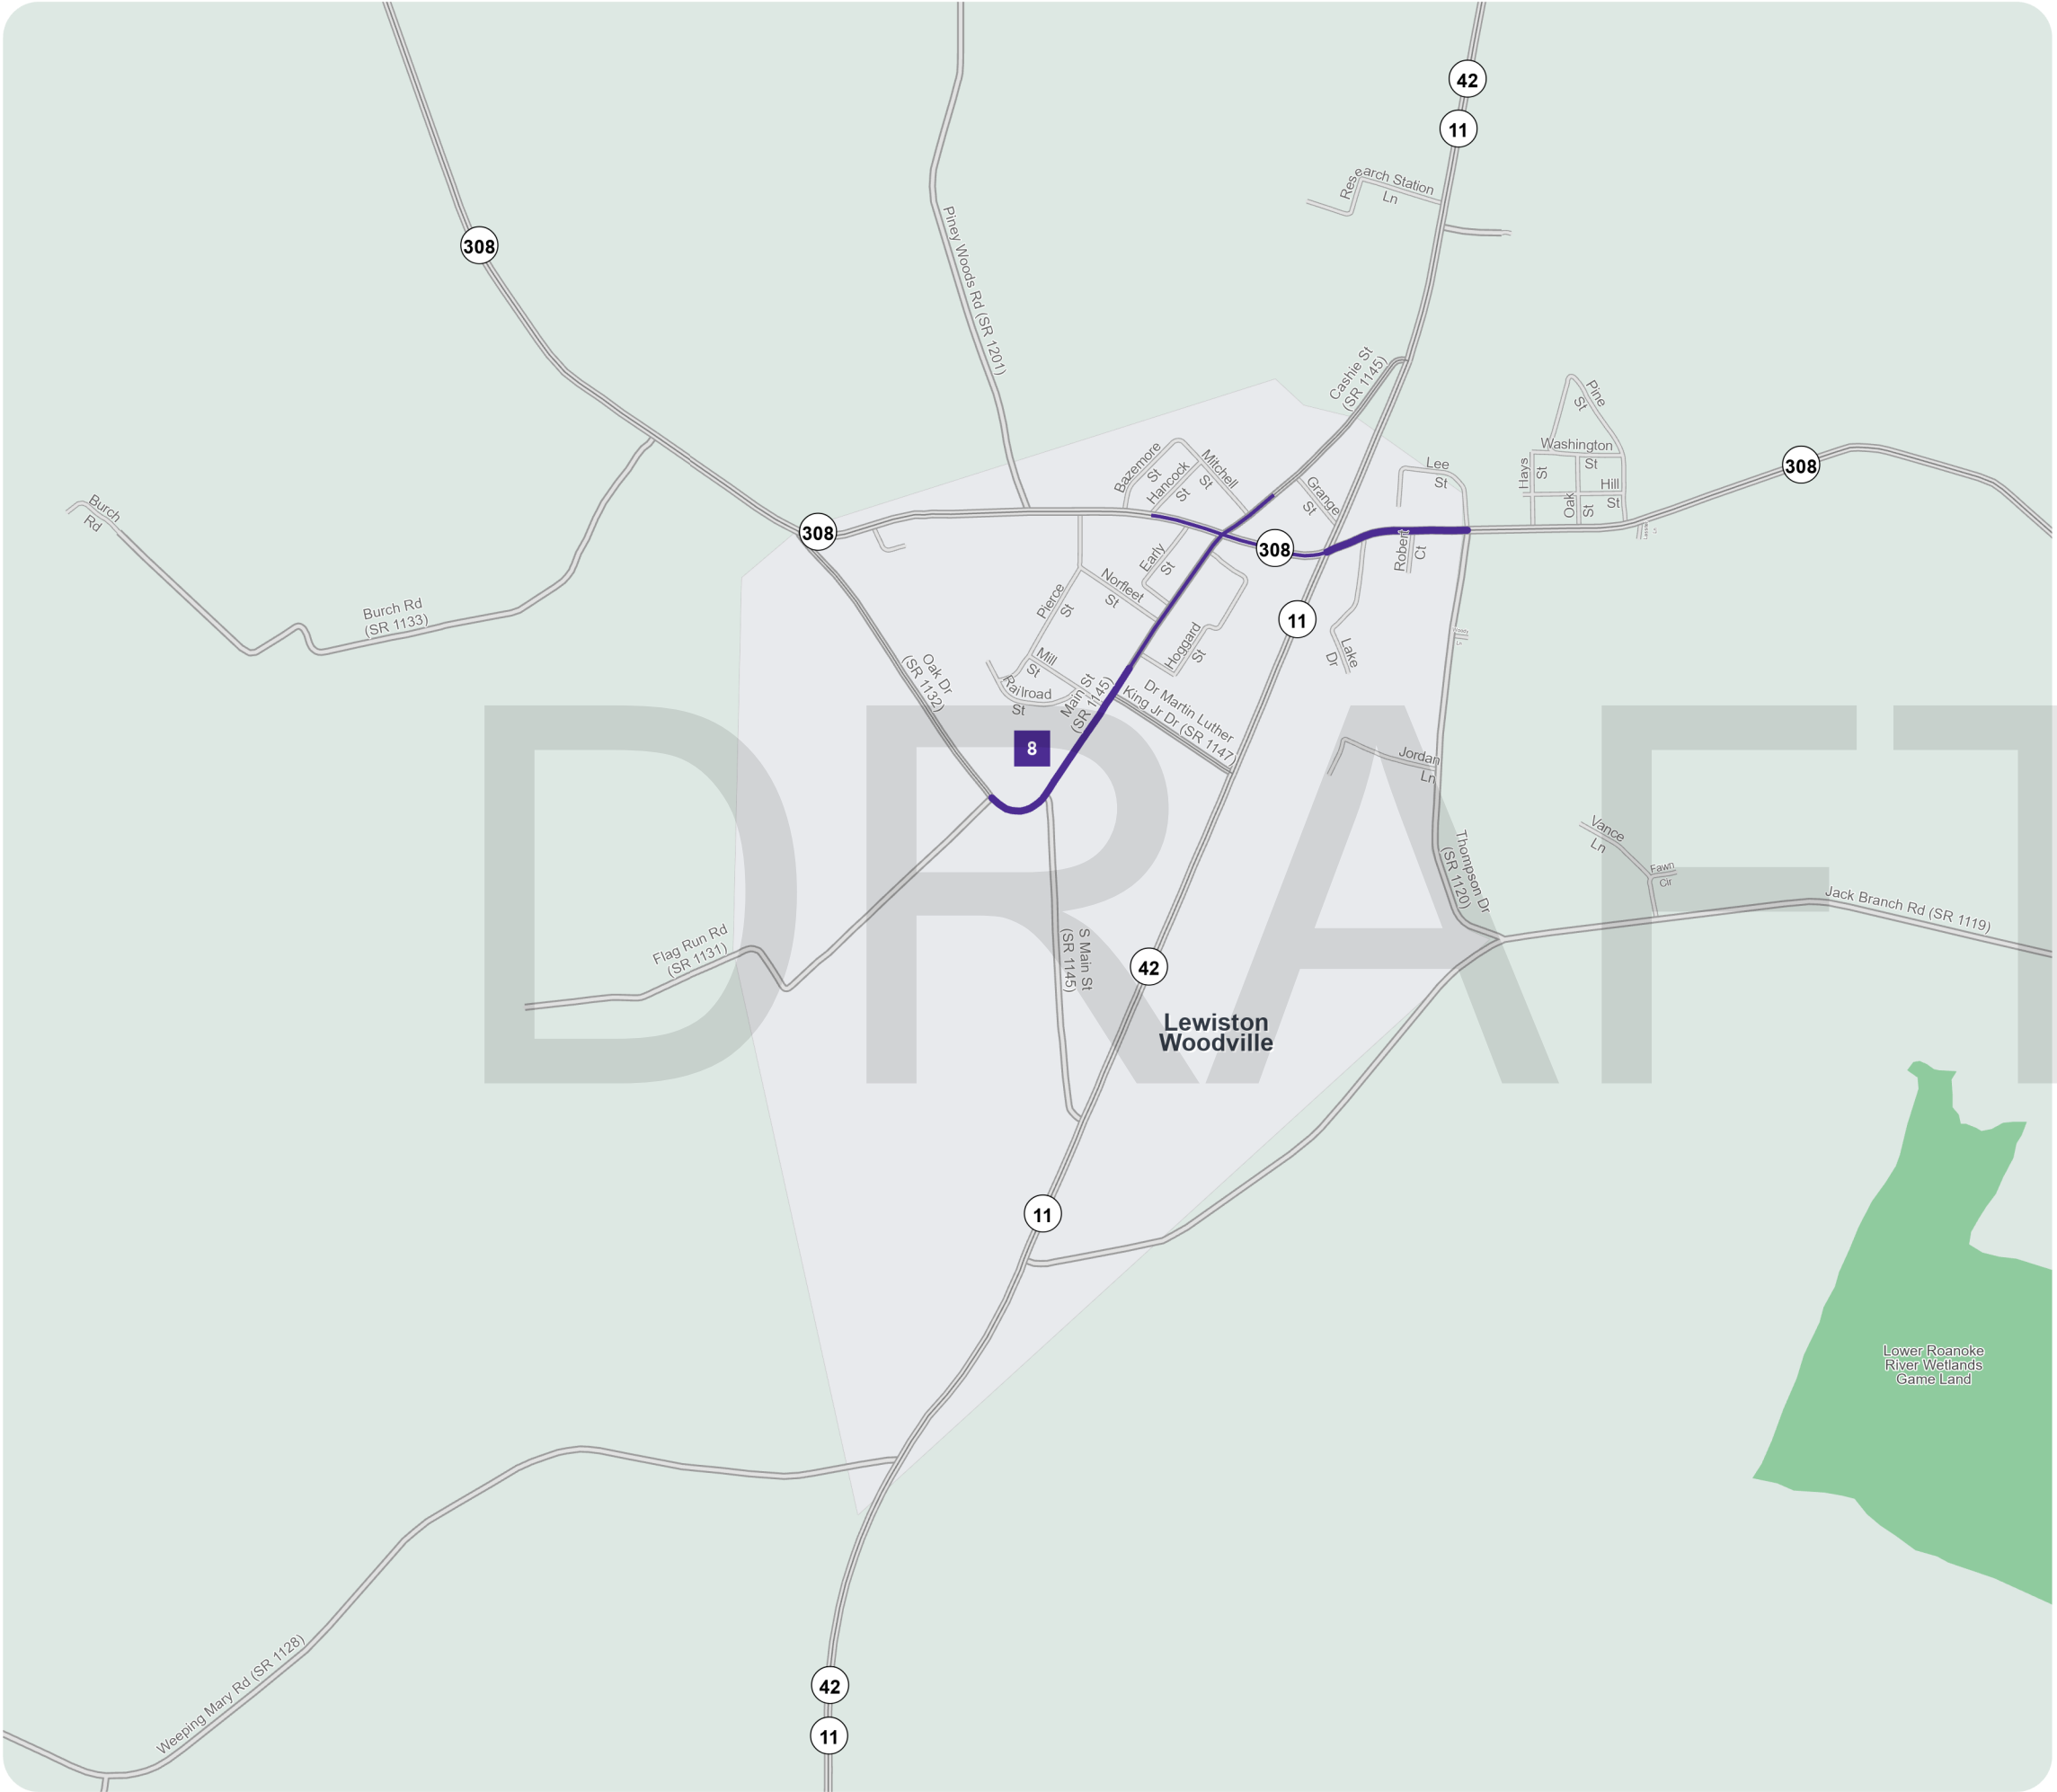 42
11
Research Station
Ln
308
Piney Woods Rd (SR 1201)
Cashie St
(SR 1145)
Pine
St
Washington
St
Hays
St
Hill
St
Oak
St
308
Lee
St
Bazemore
St
Hancock
St
Mitchell
St
Grange
St
Burch
Rd
308
308
Robert
Ct
Early
St
Norfleet
St
Pierce
St
Burch Rd
(SR 1133)
11
Hoggard
St
Lake
Dr
Mill
St
Oak Dr
(SR 1132)
Railroad
St
Main St
(SR 1145)
Dr Martin Luther
King Jr Dr (SR 1147)
8
Jordan
Ln
DRAFT
Thompson Dr
(SR 1120)
Vance
Ln
Fawn
Cir
Jack Branch Rd (SR 1119)
Flag Run Rd
(SR 1131)
S Main St
(SR 1145)
42
Lewiston
Woodville
11
Lower Roanoke
River Wetlands
Game Land
Weeping Mary Rd (SR 1128)
42
11